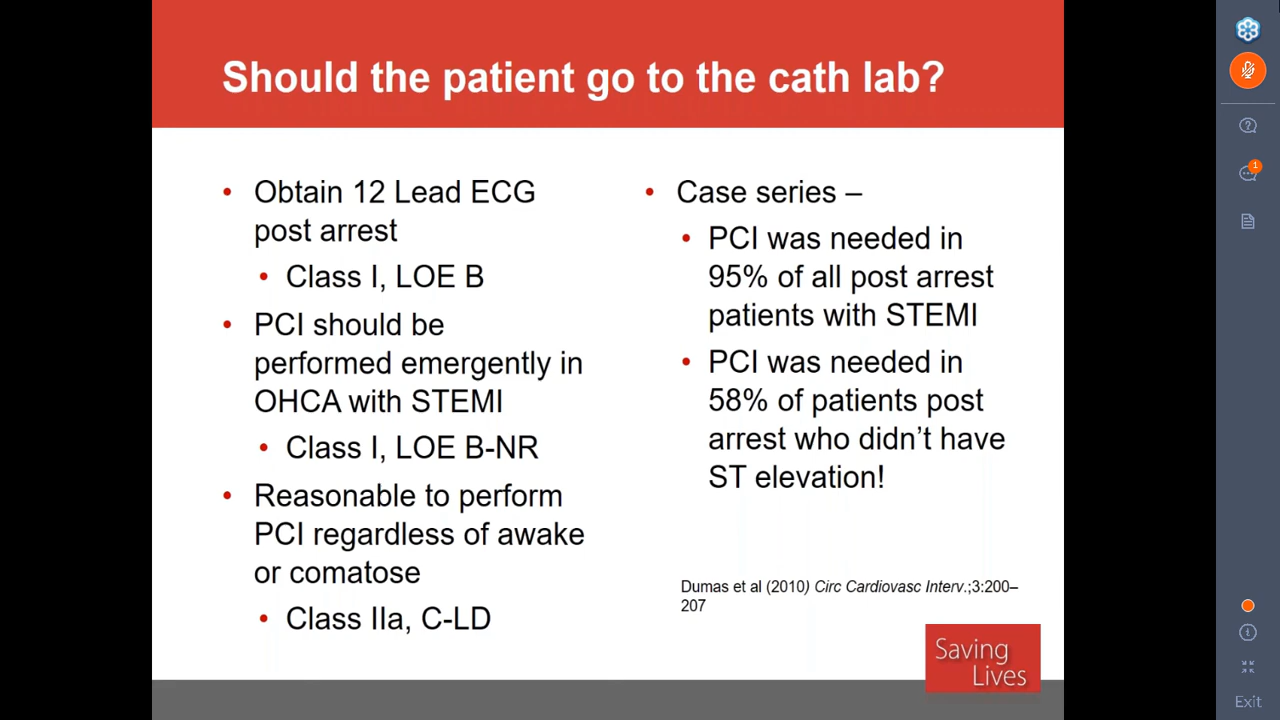 Should the patient go to the cath lab?
• Obtain 12 Lead ECG
post arrest
• Class I, LOE B
• PCI should be
performed emergently in
OHCA with STEMI
• Class I, LOE B-NR
• Reasonable to perform
PCI regardless of awake
or comatose
• Class IIa, C-LD
• Case series –
• PCI was needed in
95% of all post arrest
patients with STEMI
• PCI was needed in
58% of patients post
arrest who didn’t have
ST elevation!
Dumas et al (2010) Circ Cardiovasc Interv.;3:200–
207
Saving
Lives
1
Exit